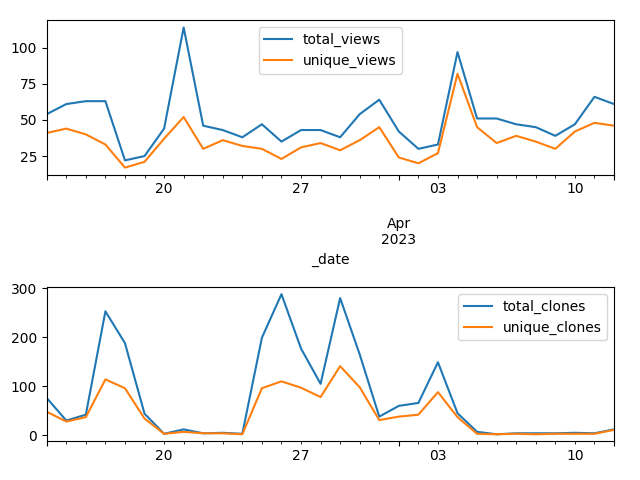 100
75
50
25
total_views
unique_views
20
27
03
10
Apr
2023
_date
300
200
100
0
total_clones
unique_clones
20
27
03
10